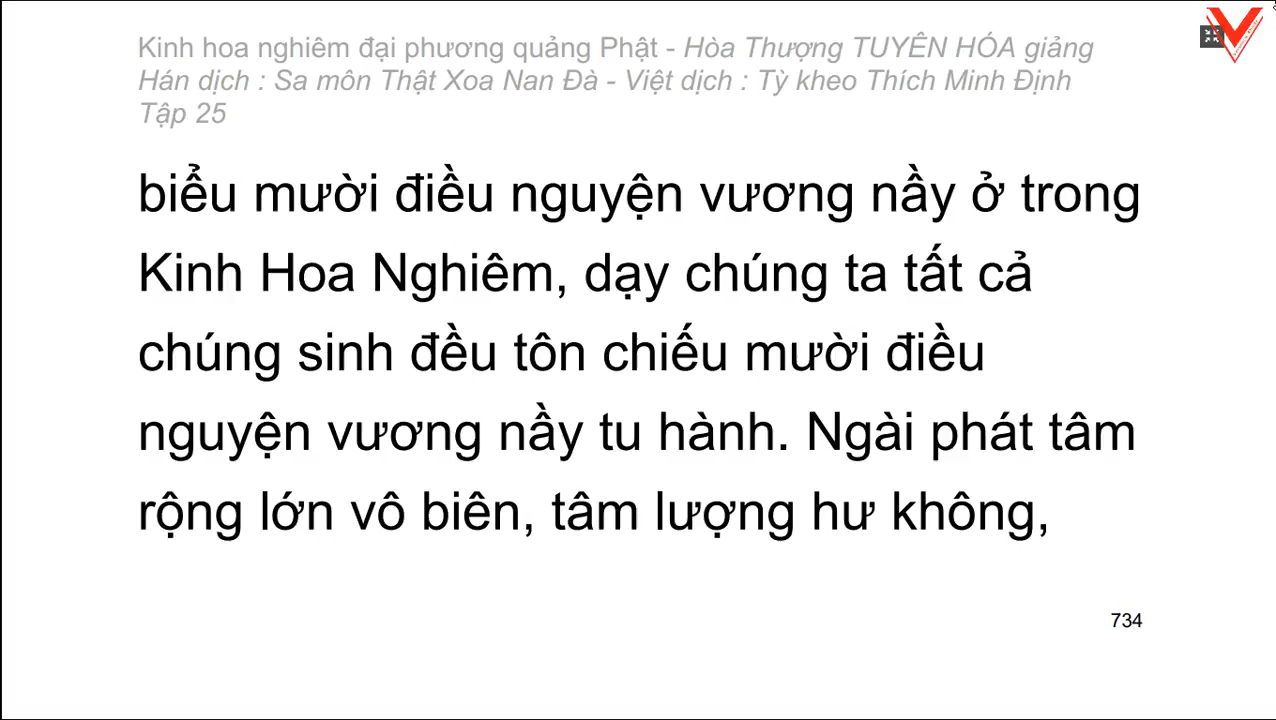 Kinh hoa nghiêm đại phương quảng Phật - Hòa Thượng TUYÊN HÓA giảng
Hán dịch : Sa môn Thật Xoa Nan Đà - Việt dịch : Tỳ kheo Thích Minh Định
Tập 25
biểu mười điều nguyện vương nầy ở trong
Kinh Hoa Nghiêm, dạy chúng ta tất cả
chúng sinh đều tôn chiếu mười điều
nguyện vương nầy tu hành. Ngài phát tâm
rộng lớn vô biên, tâm lượng hư không,
734